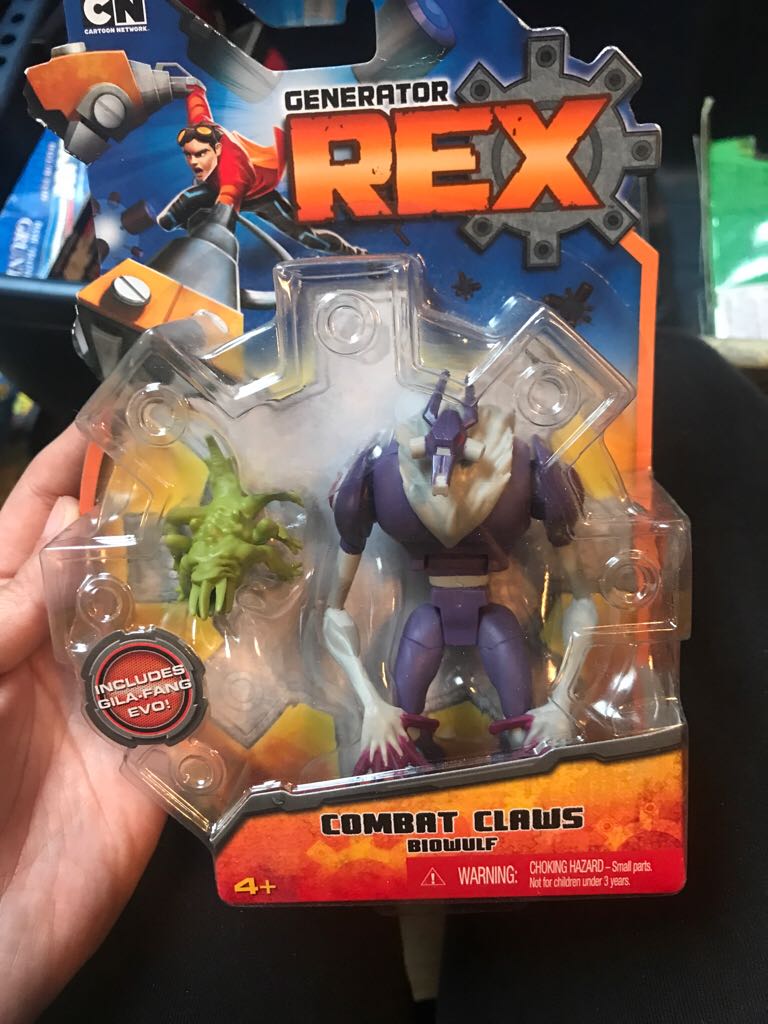 CN
CARTOON NETWORK
GENERATOR
REX
INCLUDES
GILA-FANG
EVO!
COMBAT CLAWS
BIOWULF
4+
WARNING:
CHOKING HAZARD – Small parts.
Not for children under 3 years.